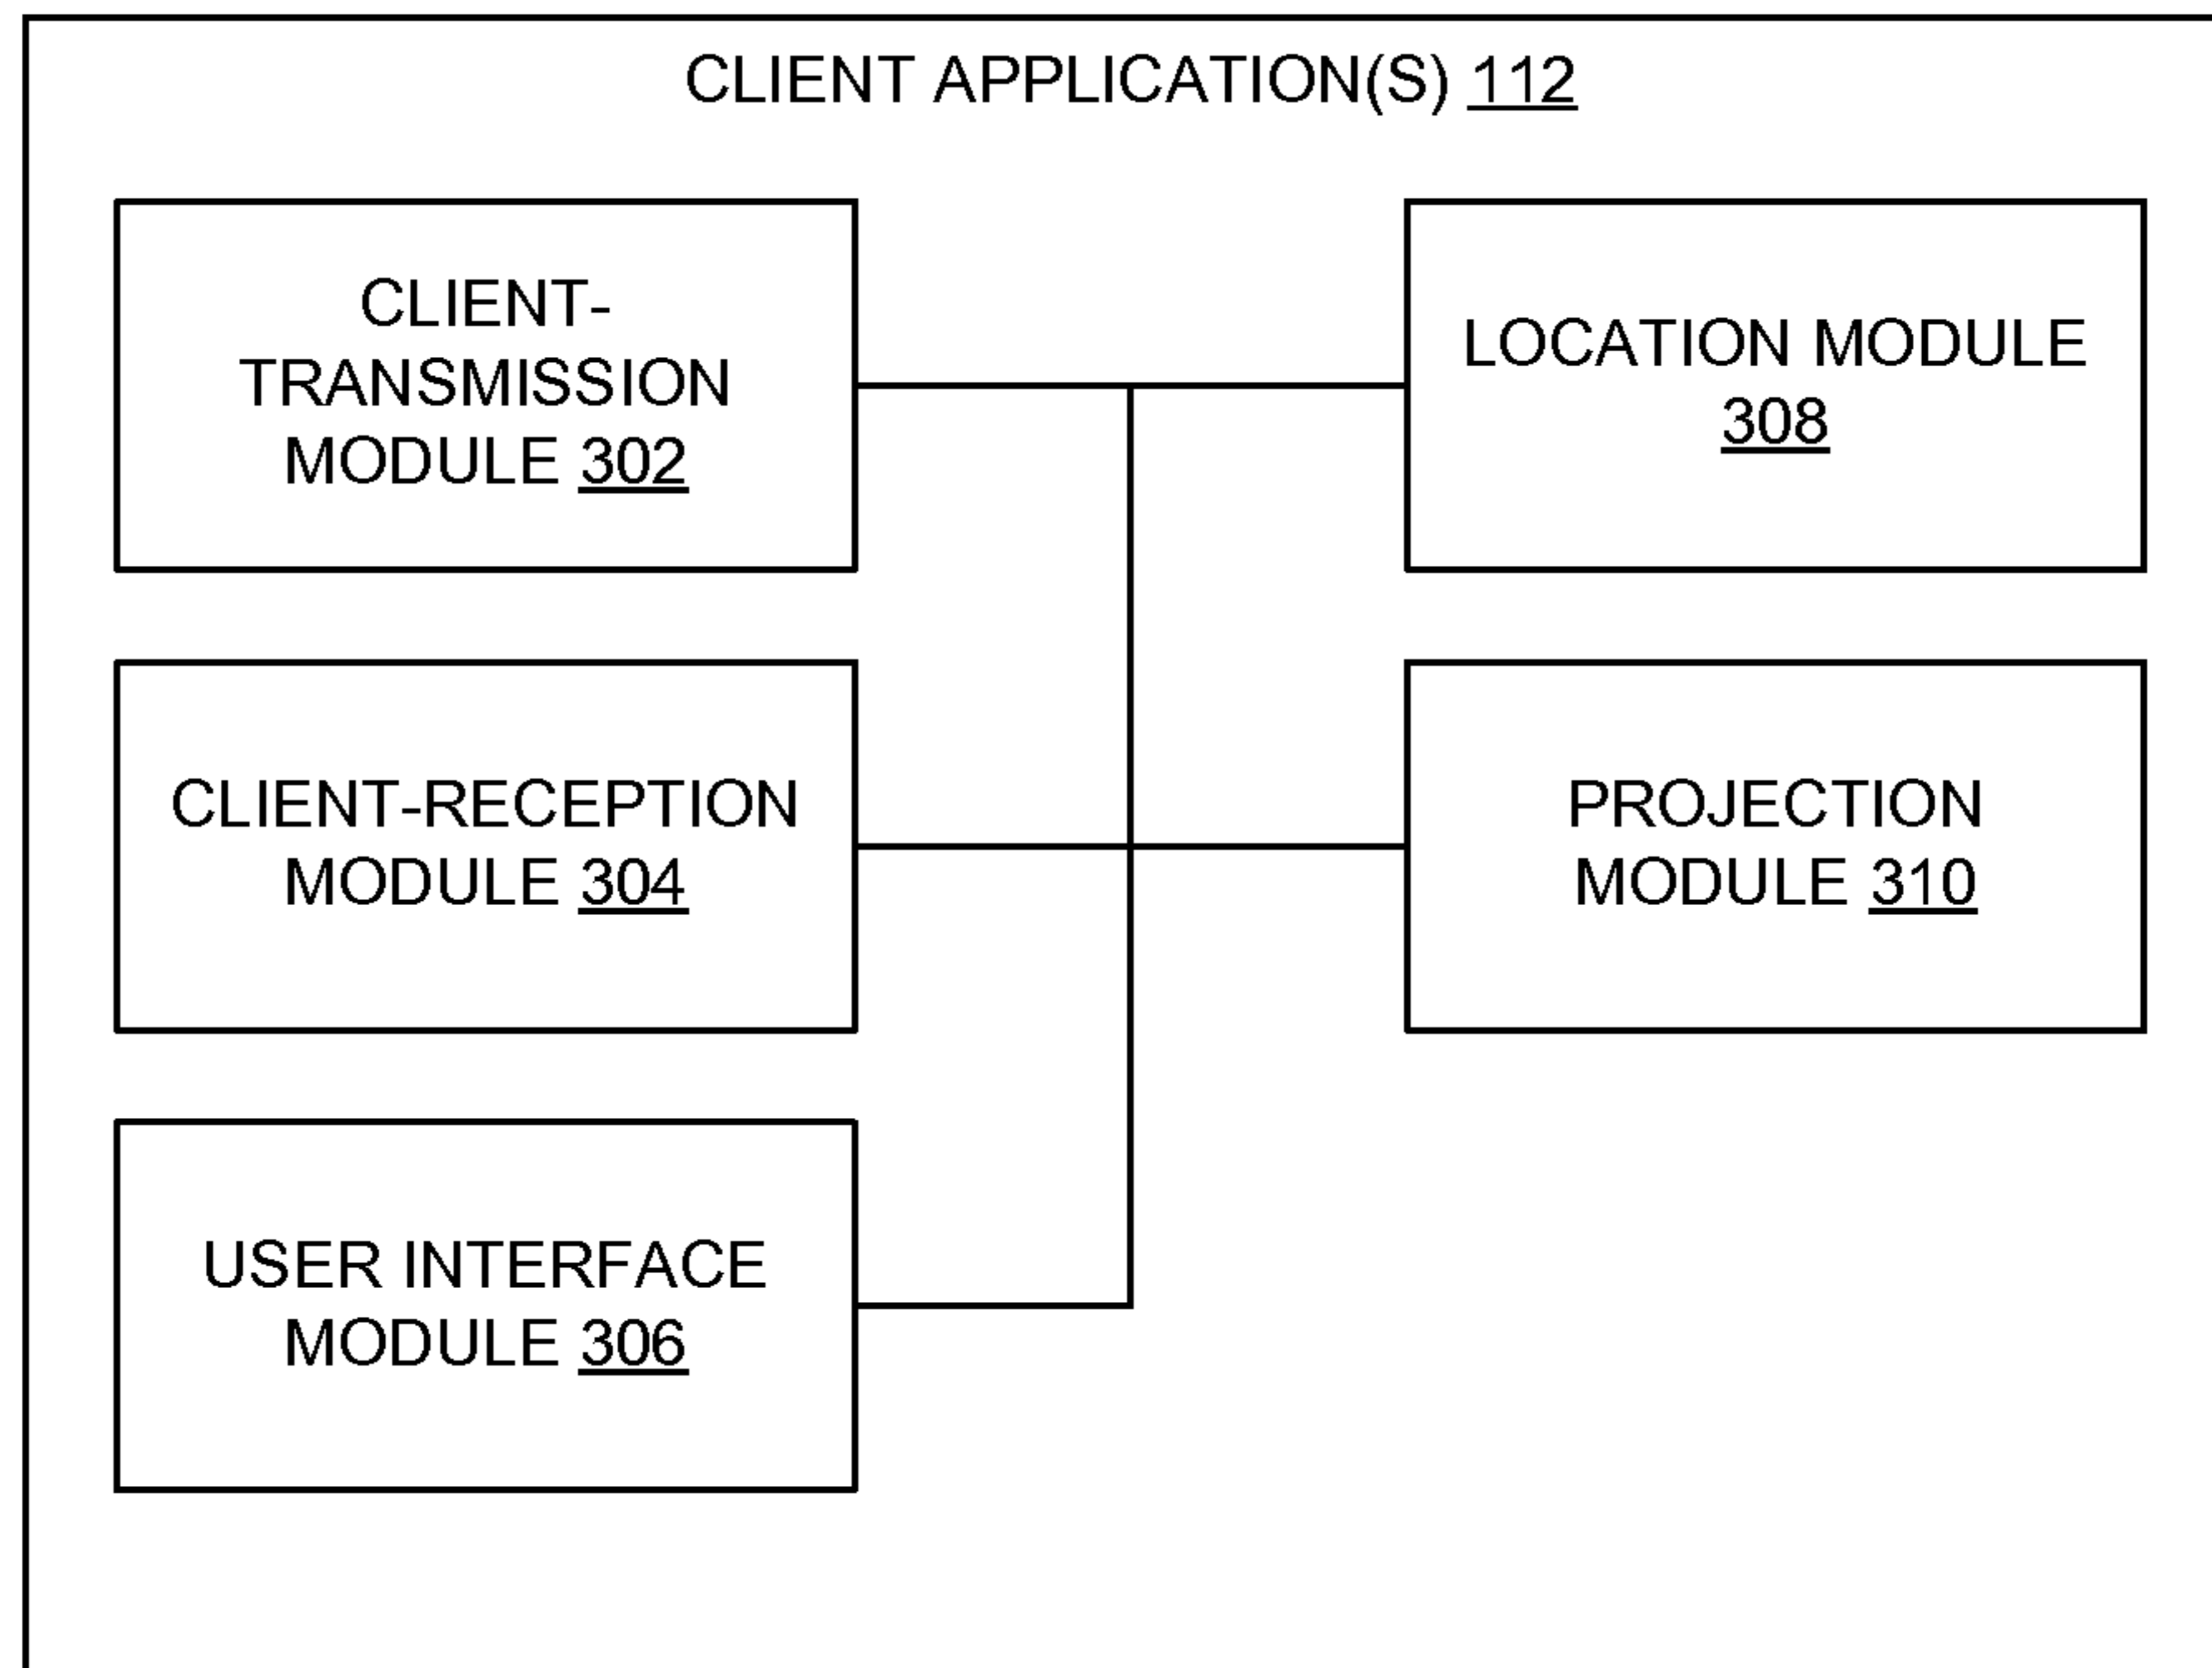 CLIENT APPLICATION(S) 112
CLIENT-
TRANSMISSION
MODULE 302
LOCATION MODULE
308
CLIENT-RECEPTION
MODULE 304
PROJECTION
MODULE 310
USER INTERFACE
MODULE 306